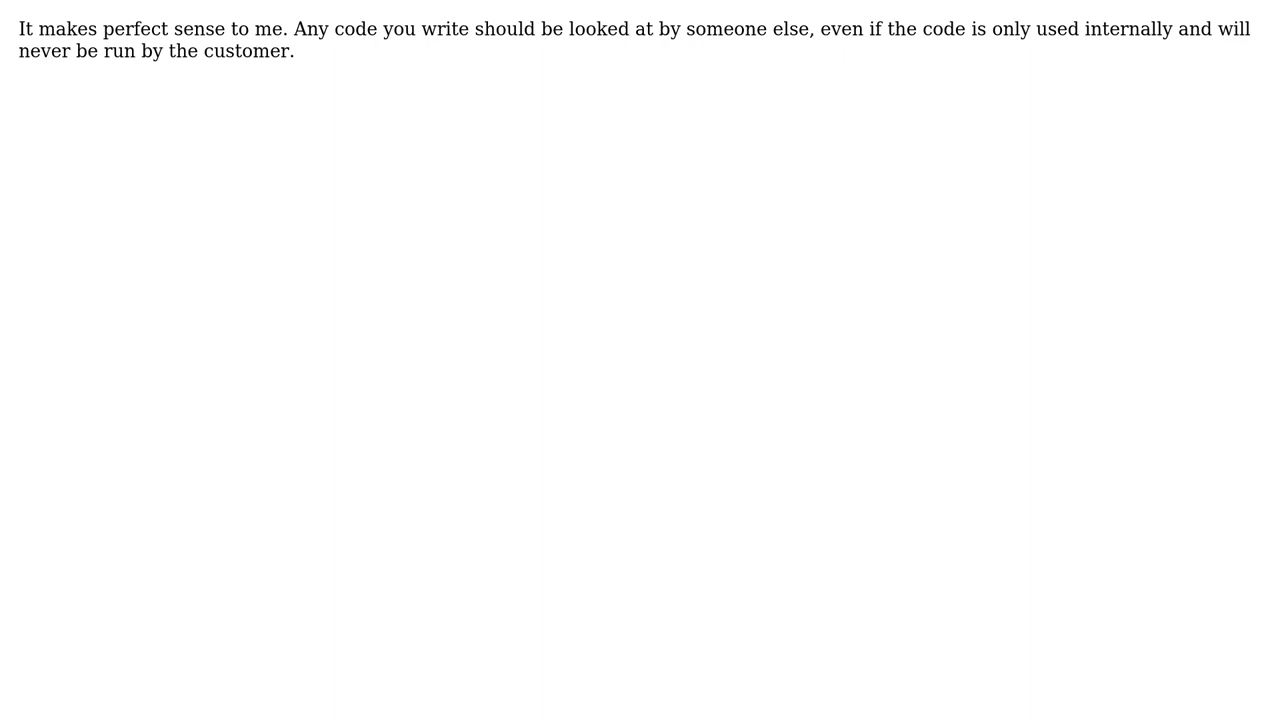 It makes perfect sense to me. Any code you write should be looked at by someone else, even if the code is only used internally and will
never be run by the customer.